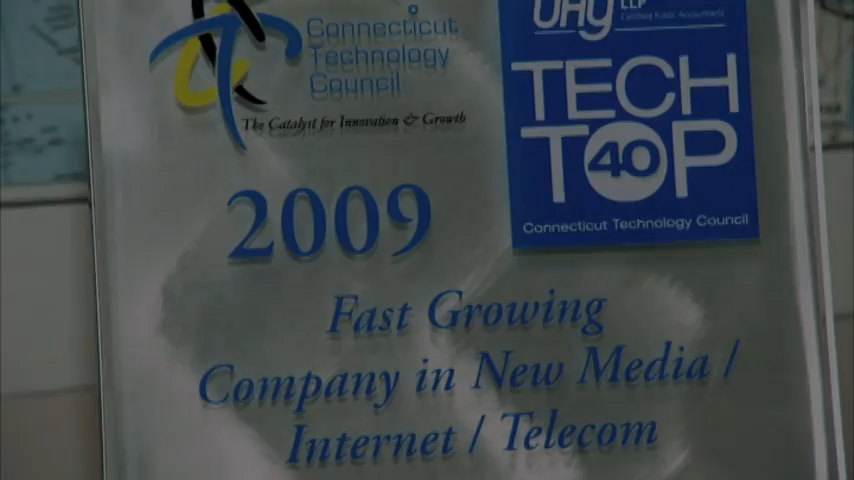 Connecticut
Technology
Council
The Catalyst for Innovation & Growth
UHY LLP
Certified Public Accountants
TECH
TOP
40
Connecticut Technology Council
2009
Fast Growing
Company in New Media /
Internet / Telecom